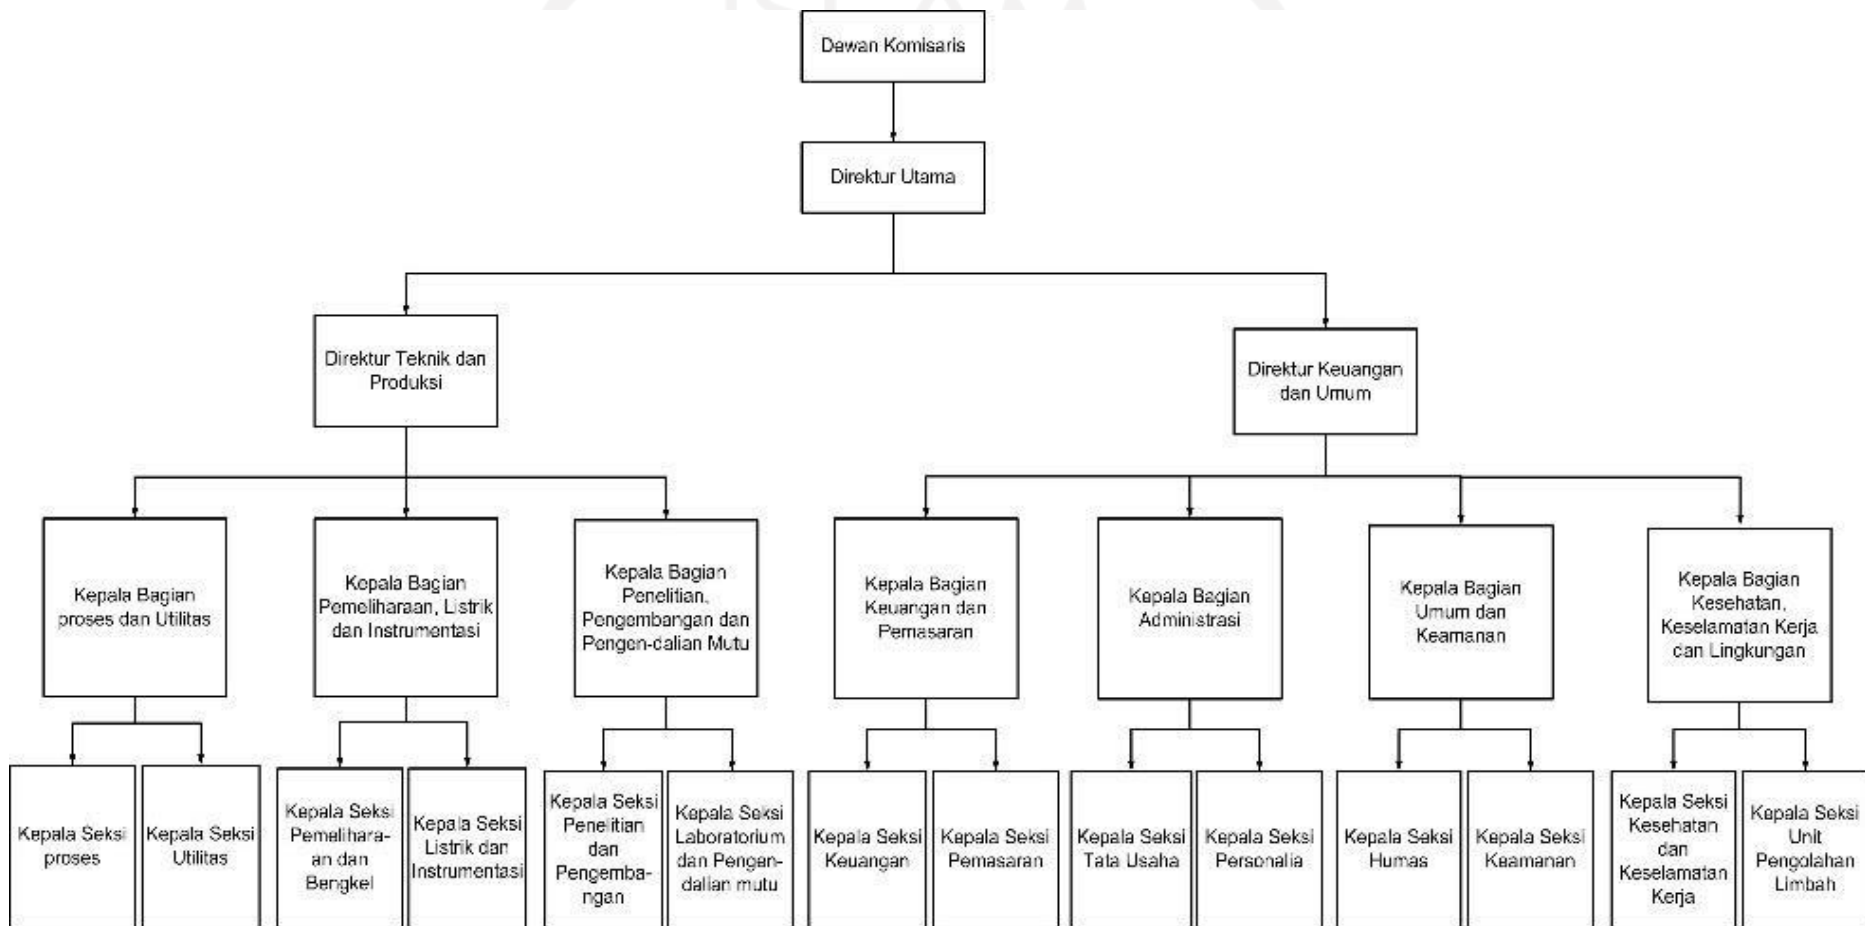 Dewan Komisaris
Direktur Utama
Direktur Teknik dan
Produksi
Direktur Keuangan
dan Umum
Kepala Bagian
proses dan Utilitas
Kepala Bagian
Pemeliharaan, Listrik
dan Instrumentasi
Kepala Bagian
Penelitian,
Pengembangan dan
Pengen-dalian Mutu
Kepala Bagian
Keuangan dan
Pemasaran
Kepala Bagian
Administrasi
Kepala Bagian
Umum dan
Keamanan
Kepala Bagian
Kesehatan,
Keselamatan Kerja
dan Lingkungan
Kepala Seksi
proses
Kepala Seksi
Utilitas
Kepala Seksi
Pemelihara-
an dan
Bengkel
Kepala Seksi
Listrik dan
Instrumentasi
Kepala Seksi
Penelitian
dan
Pengemba-
ngan
Kepala Seksi
Laboratorium
dan Pengen-
dalian mutu
Kepala Seksi
Keuangan
Kepala Seksi
Pemasaran
Kepala Seksi
Tata Usaha
Kepala Seksi
Personalia
Kepala Seksi
Humas
Kepala Seksi
Keamanan
Kepala Seksi
Kesehatan
dan
Keselamatan
Kerja
Kepala Seksi
Unit
Pengolahan
Limbah